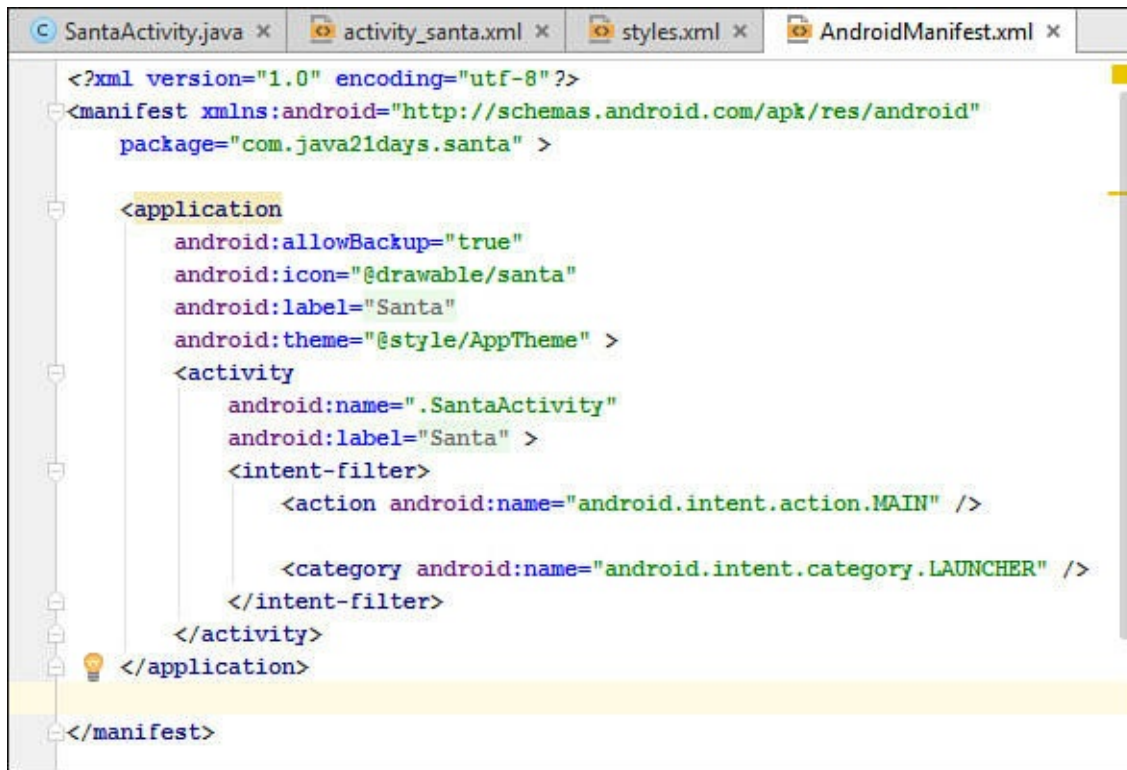 SantaActivity.java activity_santa.xml styles.xml AndroidManifest.xml
<?xml version="1.0" encoding="utf-8"?>
<manifest xmlns:android="http://schemas.android.com/apk/res/android"
package="com.java21days.santa" >
<application
android:allowBackup="true"
android:icon="@drawable/santa"
android:label="Santa"
android:theme="@style/AppTheme" >
<activity
android:name=".SantaActivity"
android:label="Santa" >
<intent-filter>
<action android:name="android.intent.action.MAIN" />
<category android:name="android.intent.category.LAUNCHER" />
</intent-filter>
</activity>
</application>
</manifest>